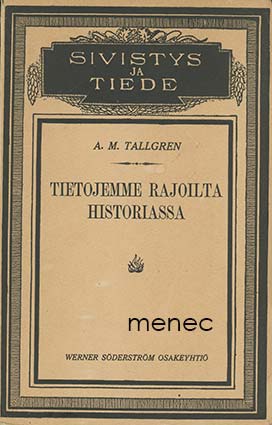 SIVISTYS
JA
TIEDE
A. M. TALLGREN
TIETOJEMME RAJOILTA
HISTORIASSA
menec
WERNER SÖDERSTRÖM OSAKEYHTIÖ